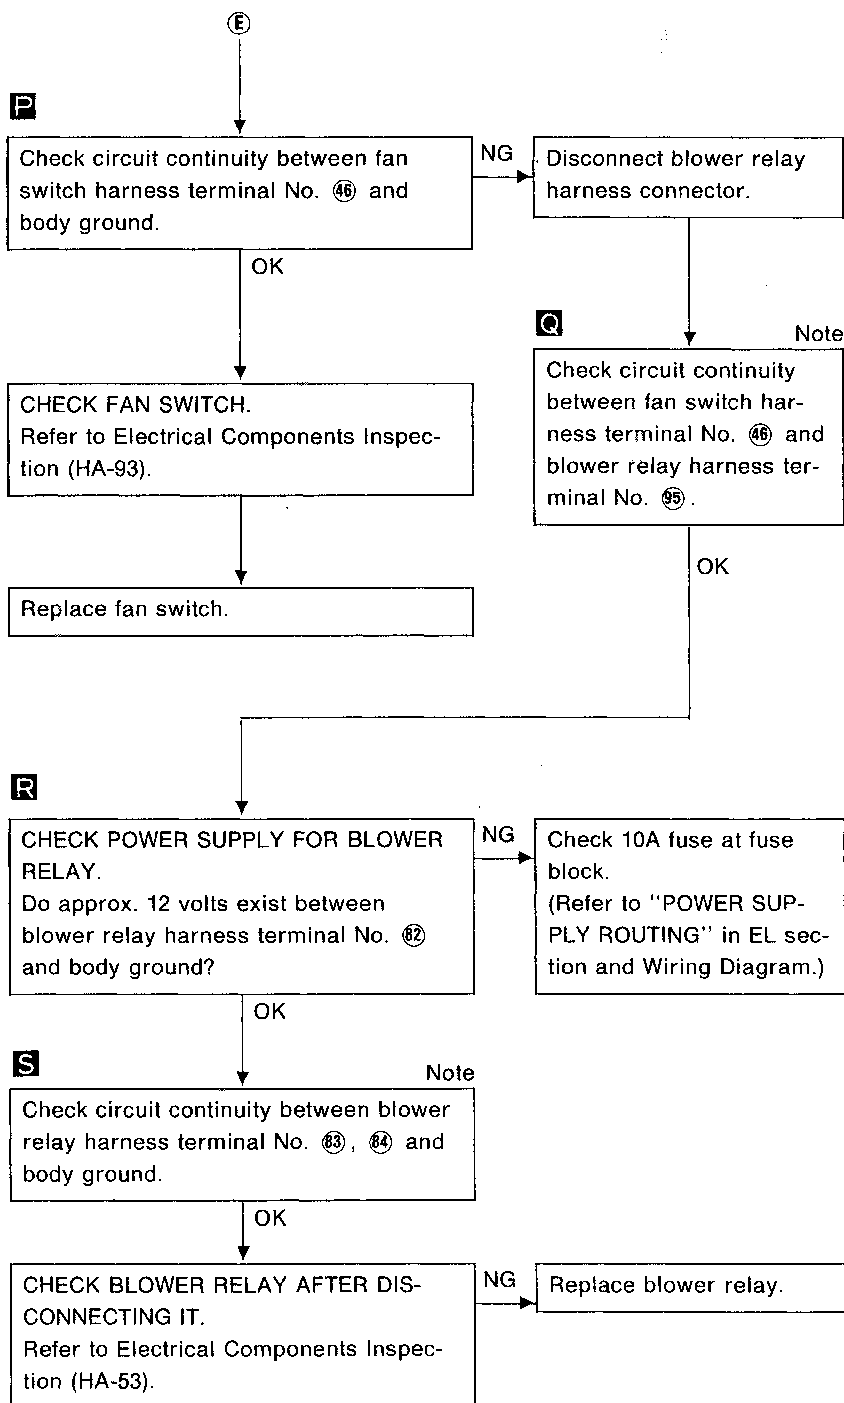 E
P
Check circuit continuity between fan
switch harness terminal No. 46 and
body ground.
NG
Disconnect blower relay
harness connector.
OK
Q
Note
Check circuit continuity
between fan switch har-
ness terminal No. 46 and
blower relay harness ter-
minal No. 95.
CHECK FAN SWITCH.
Refer to Electrical Components Inspec-
tion (HA-93).
OK
Replace fan switch.
R
CHECK POWER SUPPLY FOR BLOWER
RELAY.
Do approx. 12 volts exist between
blower relay harness terminal No. 82
and body ground?
NG
Check 10A fuse at fuse
block.
(Refer to "POWER SUP-
PLY ROUTING" in EL sec-
tion and Wiring Diagram.)
OK
S
Note
Check circuit continuity between blower
relay harness terminal No. 83, 84 and
body ground.
OK
CHECK BLOWER RELAY AFTER DIS-
CONNECTING IT.
Refer to Electrical Components Inspec-
tion (HA-53).
NG
Replace blower relay.